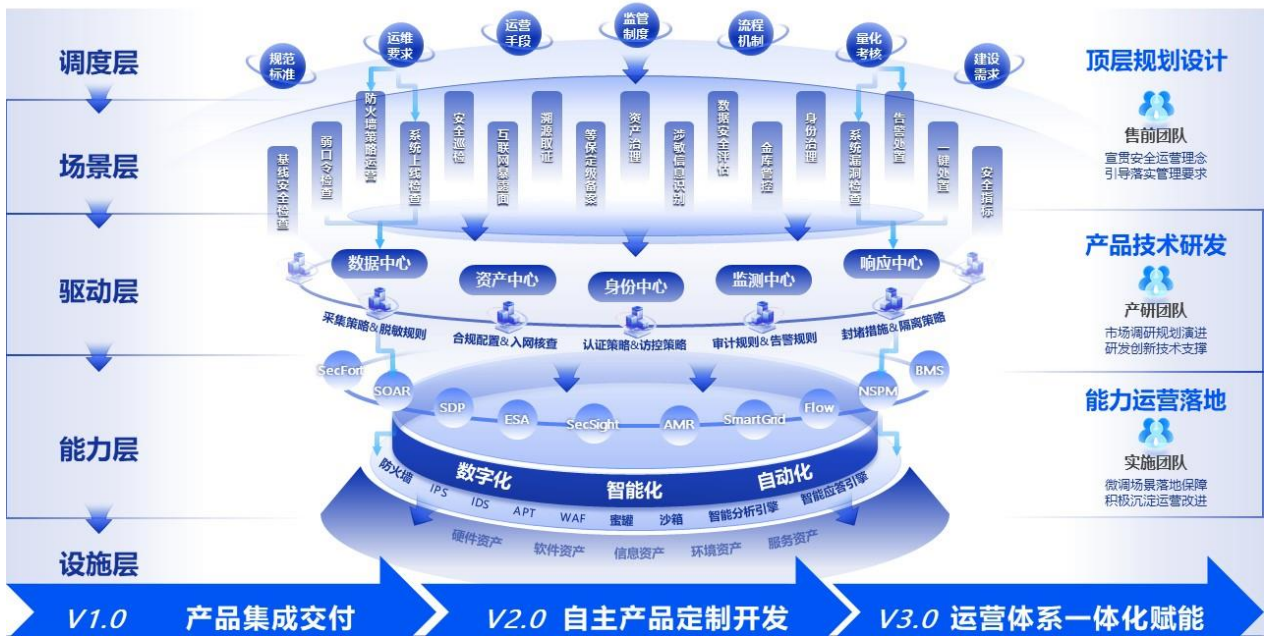 调度层
场景层
驱动层
能力层
设施层
规范
标准
运维
要求
运营
手段
监管
制度
流程
机制
量化
考核
建设
需求
基线安全检查
弱口令检查
防火墙策略运营
系统上线检查
安全巡检
互联网暴露面
溯源取证
等保定级备案
资产治理
涉敏信息识别
数据安全评估
金库管控
身份治理
系统漏洞检查
告警处置
一键处置
安全指标
数据中心
资产中心
身份中心
监测中心
响应中心
采集策略&脱敏规则
合规配置&入网核查
认证策略&访控策略
审计规则&告警规则
封堵措施&隔离策略
SecFort
SOAR
SDP
ESA
SecSight
AMR
SmartGrid
Flow
NSPM
BMS
数字化
智能化
自动化
防火墙
IPS
IDS
APT
WAF
蜜罐
沙箱
智能分析引擎
智能应答引擎
硬件资产
软件资产
信息资产
环境资产
服务资产
顶层规划设计
售前团队
宣贯安全运营理念
引导落实管理要求
产品技术研发
产研团队
市场调研规划演进
研发创新技术支撑
能力运营落地
实施团队
微调场景落地保障
积极沉淀运营改进
V1.0 产品集成交付
V2.0 自主产品定制开发
V3.0 运营体系一体化赋能